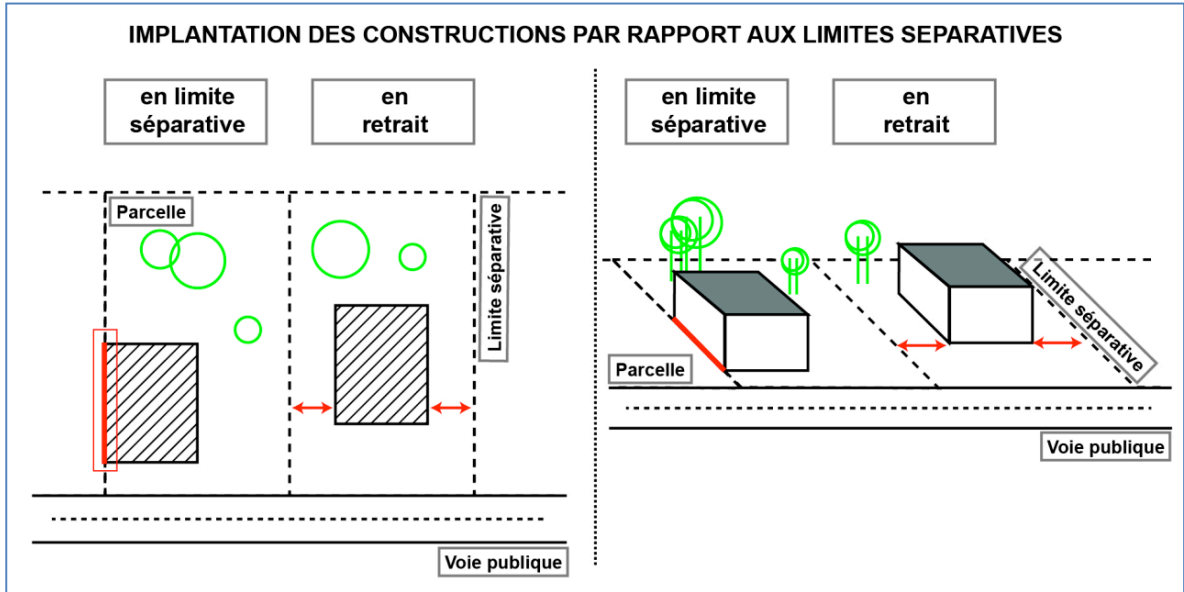 IMPLANTATION DES CONSTRUCTIONS PAR RAPPORT AUX LIMITES SEPARATIVES
en limite
séparative
en
retrait
Parcelle
Limite séparative
Voie publique
en limite
séparative
en
retrait
Limite séparative
Parcelle
Voie publique